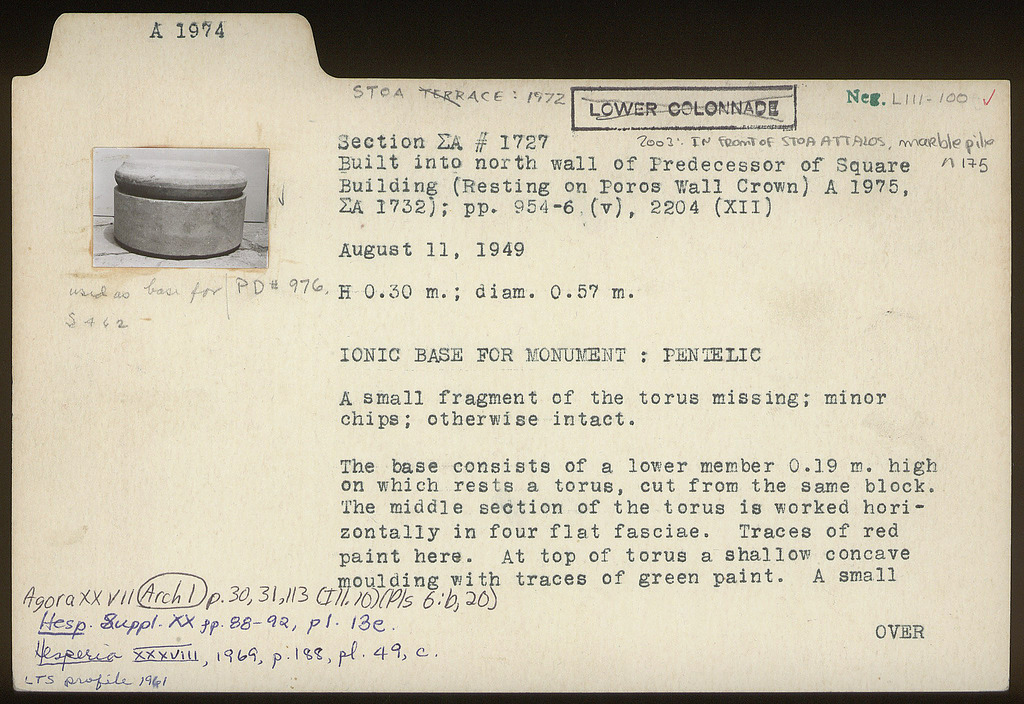 A 1974
STOA TERRACE : 1972
LOWER COLONNADE
Neg. LIII-100 ✓
Section ΣΑ # 1727
2003: IN FRONT OF STOA ATTALOS, marble pile
Built into north wall of Predecessor of Square
Λ 175
Building (Resting on Poros Wall Crown) A 1975,
ΣΑ 1732); pp. 954-6 (v), 2204 (XII)
August 11, 1949
used as base for
S 462
PD# 976.
H 0.30 m.; diam. 0.57 m.
IONIC BASE FOR MONUMENT : PENTELIC
A small fragment of the torus missing; minor
chips; otherwise intact.
The base consists of a lower member 0.19 m. high
on which rests a torus, cut from the same block.
The middle section of the torus is worked hori-
zontally in four flat fasciae. Traces of red
paint here. At top of torus a shallow concave
moulding with traces of green paint. A small
Agora XXVII Arch 1 p. 30, 31, 113 (Ill. 10) (Pls 6:b, 20)
Hesp. Suppl. XX pp. 88-92, pl. 13e.
OVER
Hesperia XXXVIII, 1969, p. 188, pl. 49, c.
LTS profile 1961